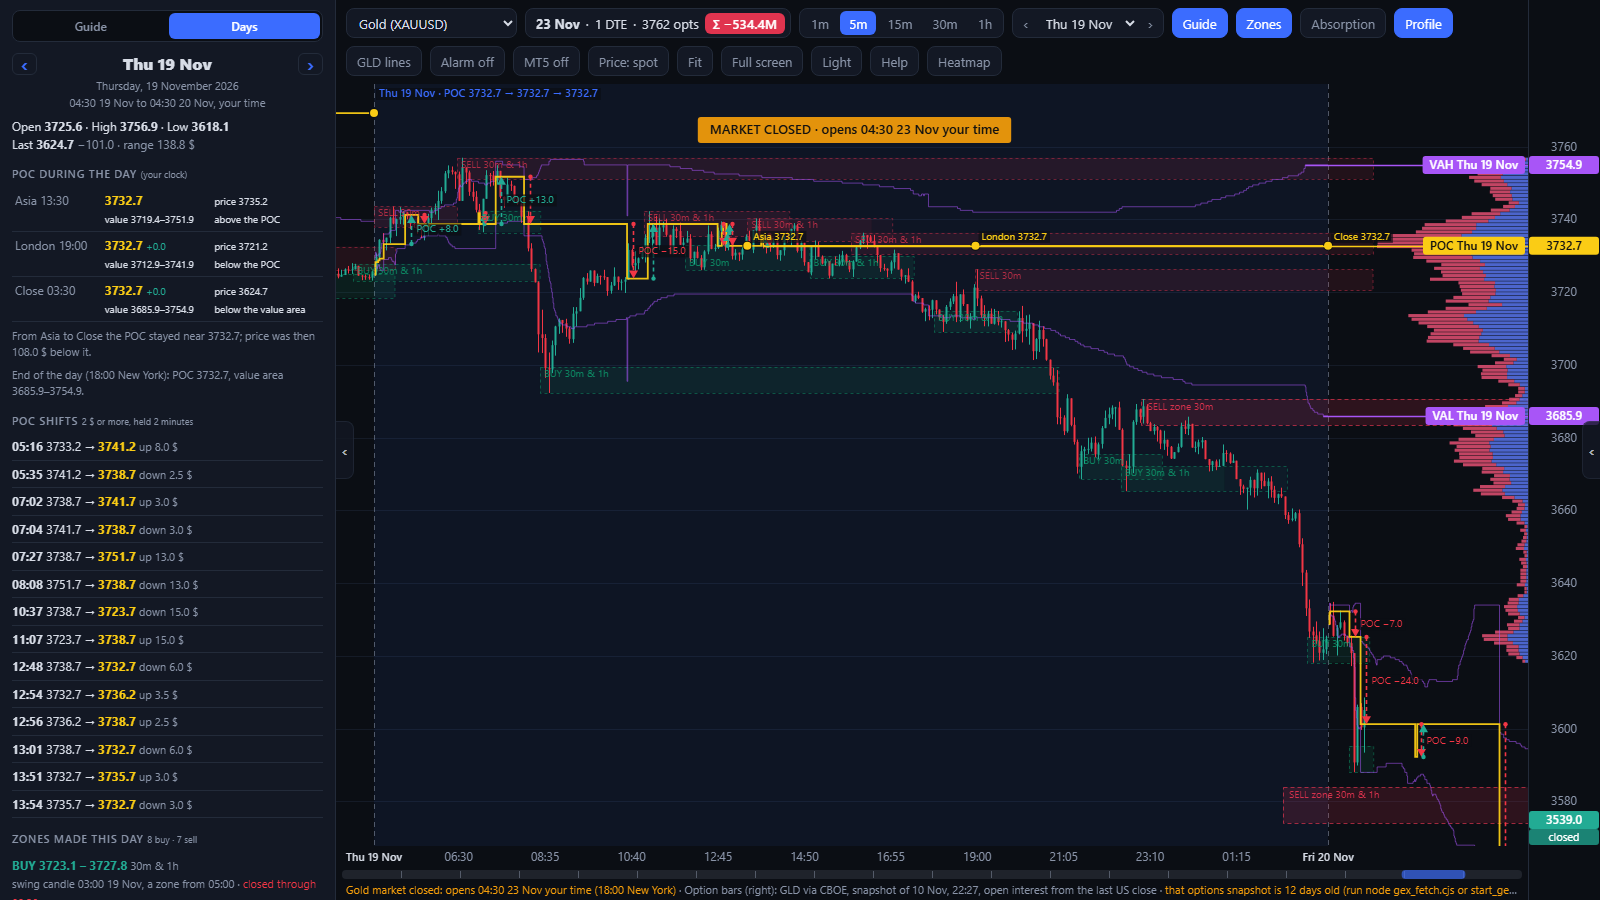 Guide
Days
‹
Thu 19 Nov
›
Thursday, 19 November 2026
04:30 19 Nov to 04:30 20 Nov, your time
Open 3725.6 · High 3756.9 · Low 3618.1
Last 3624.7 −101.0 · range 138.8 $
POC DURING THE DAY (your clock)
Asia 13:30 3732.7 price 3735.2
value 3719.4–3751.9 above the POC
London 19:00 3732.7 +0.0 price 3721.2
value 3712.9–3741.9 below the POC
Close 03:30 3732.7 +0.0 price 3624.7
value 3685.9–3754.9 below the value area
From Asia to Close the POC stayed near 3732.7; price was then
108.0 $ below it.
End of the day (18:00 New York): POC 3732.7, value area
3685.9–3754.9.
POC SHIFTS 2 $ or more, held 2 minutes
05:16 3733.2 → 3741.2 up 8.0 $
05:35 3741.2 → 3738.7 down 2.5 $
07:02 3738.7 → 3741.7 up 3.0 $
07:04 3741.7 → 3738.7 down 3.0 $
07:27 3738.7 → 3751.7 up 13.0 $
08:08 3751.7 → 3738.7 down 13.0 $
10:37 3738.7 → 3723.7 down 15.0 $
11:07 3723.7 → 3738.7 up 15.0 $
12:48 3738.7 → 3732.7 down 6.0 $
12:54 3732.7 → 3736.2 up 3.5 $
12:56 3736.2 → 3738.7 up 2.5 $
13:01 3738.7 → 3732.7 down 6.0 $
13:51 3732.7 → 3735.7 up 3.0 $
13:54 3735.7 → 3732.7 down 3.0 $
ZONES MADE THIS DAY 8 buy · 7 sell
BUY 3723.1 – 3727.8 30m & 1h
swing candle 03:00 19 Nov, a zone from 05:00 · closed through
Gold (XAUUSD)
23 Nov · 1 DTE · 3762 opts Σ −534.4M
1m 5m 15m 30m 1h
‹ Thu 19 Nov ›
Guide
Zones
Absorption
Profile
GLD lines
Alarm off
MT5 off
Price: spot
Fit
Full screen
Light
Help
Heatmap
Thu 19 Nov · POC 3732.7 → 3732.7 → 3732.7
MARKET CLOSED · opens 04:30 23 Nov your time
SELL 30m & 1h
POC +13.0
POC +8.0
BUY 30m & 1h
SELL 30m & 1h
POC −15.0
SELL 30m & 1h
Asia 3732.7
SELL 30m & 1h
London 3732.7
Close 3732.7
SELL 30m
BUY 30m & 1h
SELL zone 30m
BUY 30m
BUY 30m & 1h
BUY 30m
POC −7.0
POC −24.0
POC −9.0
SELL zone 30m & 1h
VAH Thu 19 Nov 3754.9
POC Thu 19 Nov 3732.7
VAL Thu 19 Nov 3685.9
3760
3740
3720
3700
3680
3660
3640
3620
3600
3580
3539.0
closed
‹
‹
Thu 19 Nov 06:30 08:35 10:40 12:45 14:50 16:55 19:00 21:05 23:10 01:15 Fri 20 Nov
Gold market closed: opens 04:30 23 Nov your time (18:00 New York) · Option bars (right): GLD via CBOE, snapshot of 10 Nov, 22:27, open interest from the last US close · that options snapshot is 12 days old (run node gex_fetch.cjs or start_ge...